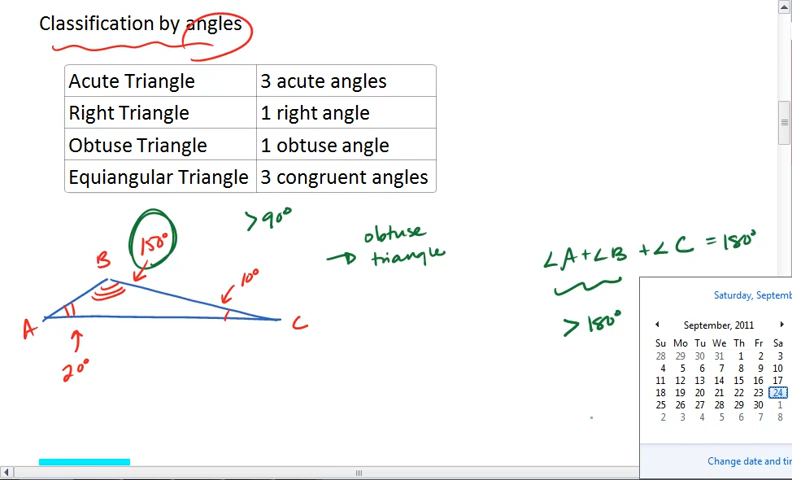 Classification by angles
Acute Triangle 3 acute angles
Right Triangle 1 right angle
Obtuse Triangle 1 obtuse angle
Equiangular Triangle 3 congruent angles
>90°
150°
obtuse
→ triangle
∠A+∠B +∠C =180°
B
10°
>180°
A
C
20°
Saturday, Septemb
September, 2011
Su Mo Tu We Th Fr Sa
28 29 30 31 1 2 3
4 5 6 7 8 9 10
11 12 13 14 15 16 17
18 19 20 21 22 23 24
25 26 27 28 29 30 1
2 3 4 5 6 7 8
Change date and tim